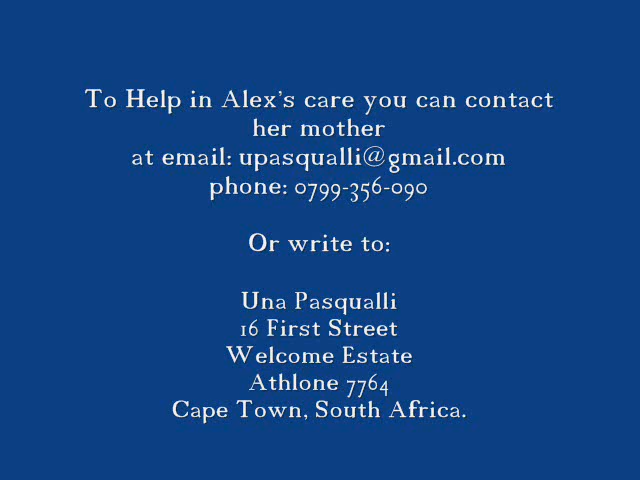 To Help in Alex's care you can contact
her mother
at email: upasqualli@gmail.com
phone: 0799-356-090
Or write to:
Una Pasqualli
16 First Street
Welcome Estate
Athlone 7764
Cape Town, South Africa.